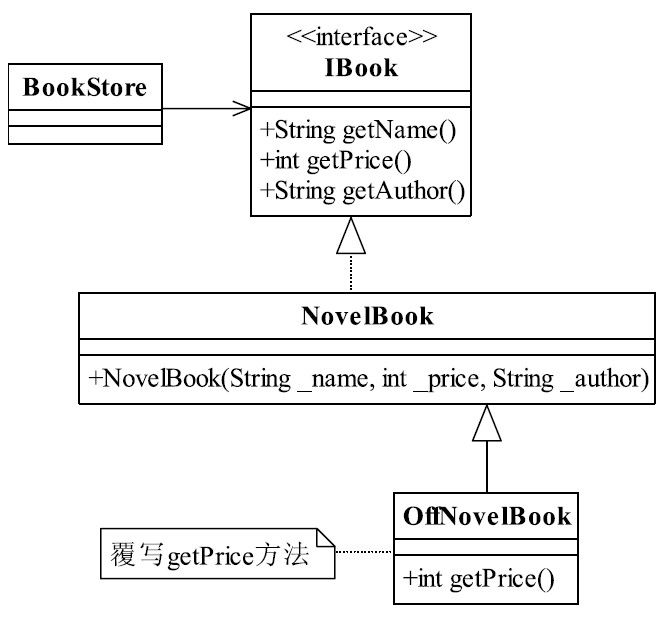 <<interface>>
IBook
BookStore
+String getName()
+int getPrice()
+String getAuthor()
NovelBook
+NovelBook(String _name, int _price, String _author)
OffNovelBook
覆写getPrice方法
+int getPrice()